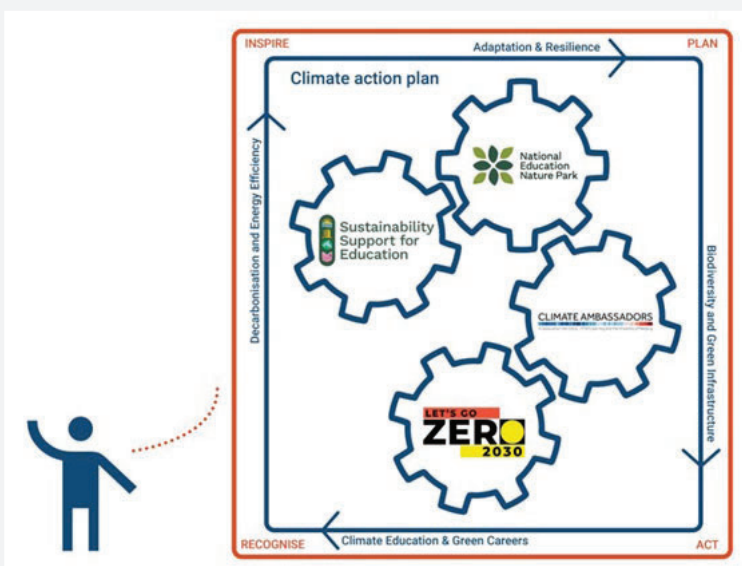 INSPIRE
Adaptation & Resilience
PLAN
Climate action plan
National
Education
Nature Park
Sustainability
Support for
Education
Decarbonisation and Energy Efficiency
Biodiversity and Green Infrastructure
CLIMATE AMBASSADORS
LET'S GO
ZERO
2030
RECOGNISE
Climate Education & Green Careers
ACT